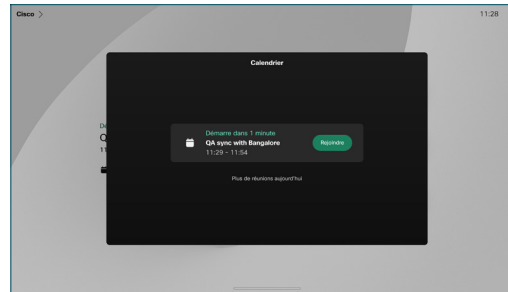 Cisco
11:28
Calendrier
Dé
Démarre dans 1 minute
QA sync with Bangalore
11:29 - 11:54
Rejoindre
Plus de réunions aujourd'hui